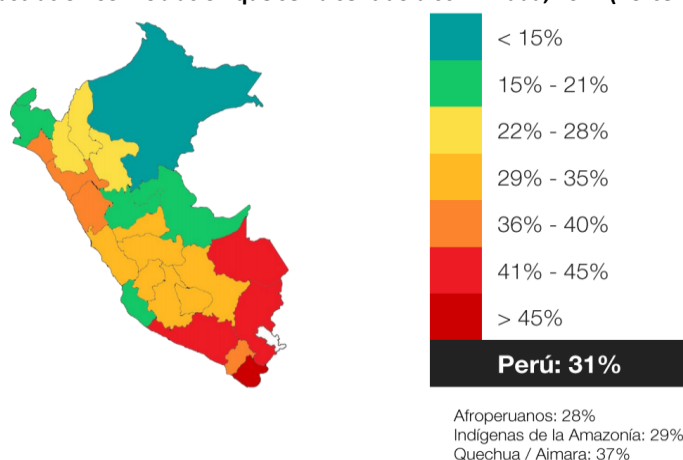 < 15%
15% - 21%
22% - 28%
29% - 35%
36% - 40%
41% - 45%
> 45%
Perú: 31%
Afroperuanos: 28%
Indígenas de la Amazonía: 29%
Quechua / Aimara: 37%